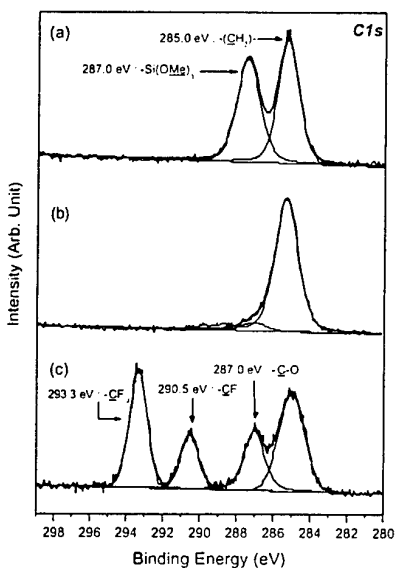 (a)
C1s
285.0 eV : -(CH2)-
287.0 eV : -Si(OMe)3
(b)
(c)
287.0 eV -C-O
293.3 eV : -CF
290.5 eV : -CF
Intensity (Arb. Unit)
298 296 294 292 290 288 286 284 282 280
Binding Energy (eV)